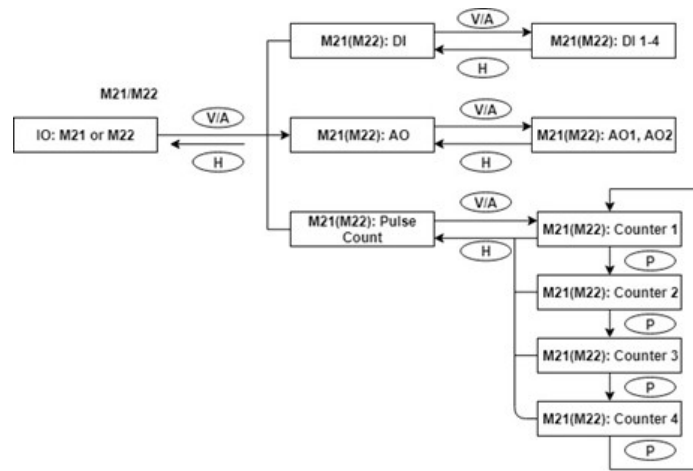 V/A
M21(M22): DI
M21(M22): DI 1-4
H
M21/M22
V/A
IO: M21 or M22
H
V/A
M21(M22): AO
M21(M22): AO1, AO2
H
V/A
M21(M22): Pulse
Count
M21(M22): Counter 1
H
P
M21(M22): Counter 2
P
M21(M22): Counter 3
P
M21(M22): Counter 4
P